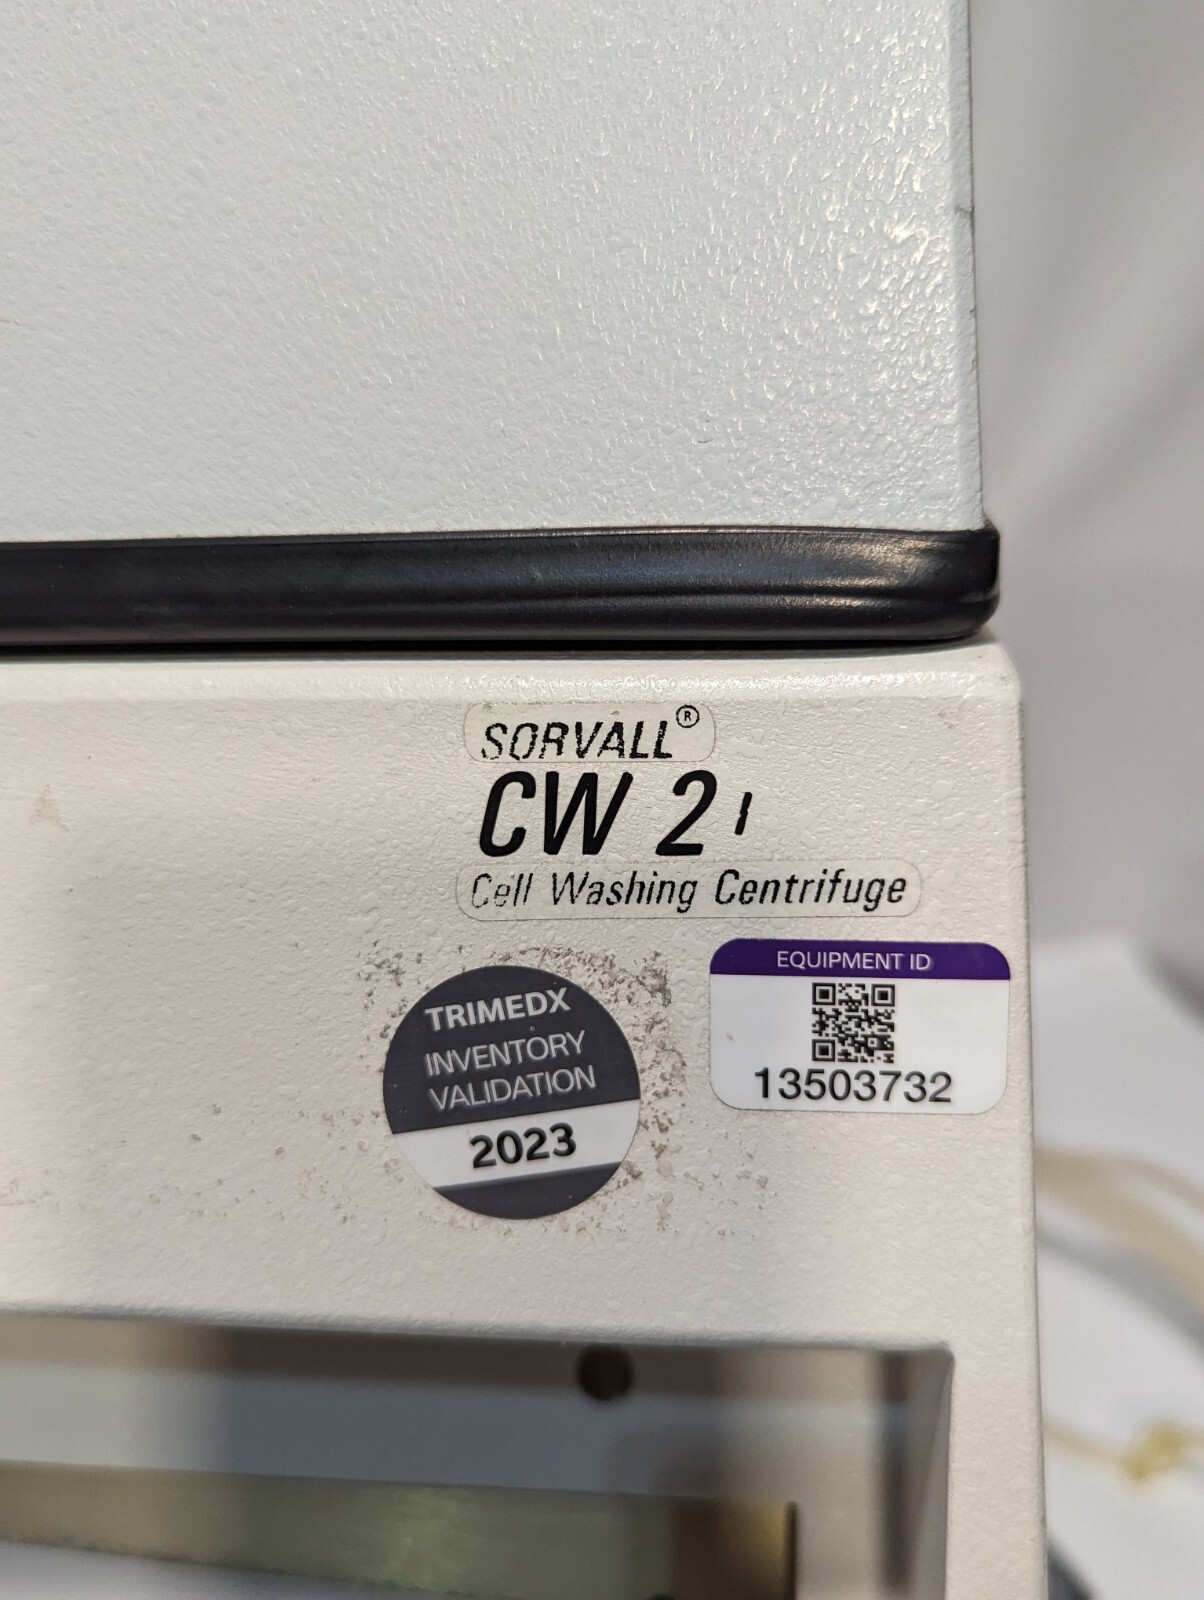 SORVALL®
CW 2
Cell Washing Centrifuge
TRIMEDX
INVENTORY
VALIDATION
2023
EQUIPMENT ID
13503732